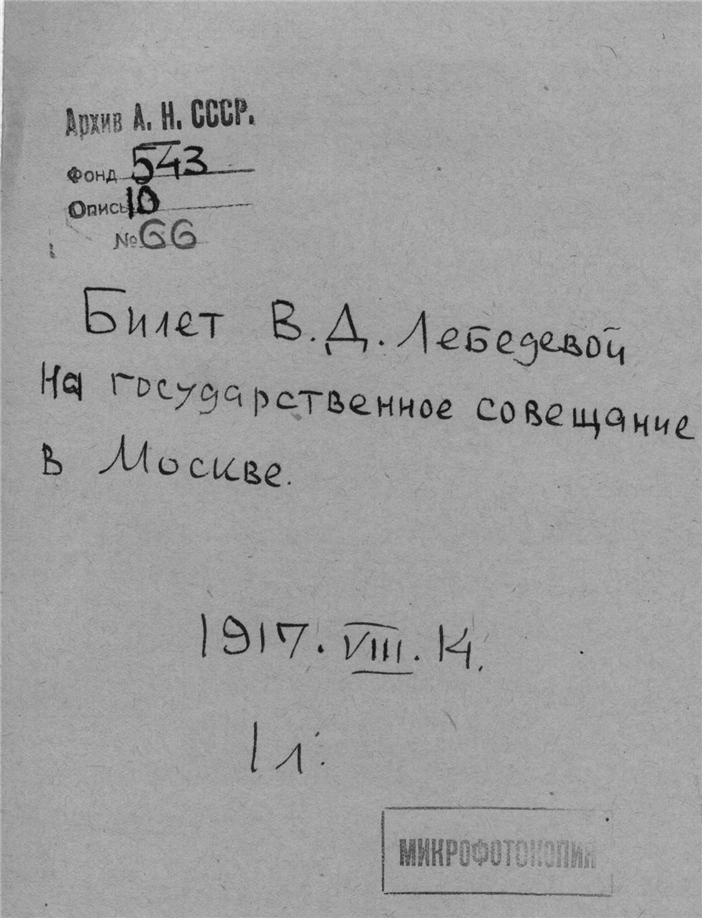 Архив А. Н. СССР.
Фонд 543
Опись 10
№ 66
Билет В.Д. Лебедевой
на государственное совещание
в Москве.
1917. VIII. 14.
1 л.
МИКРОФОТОКОПИЯ